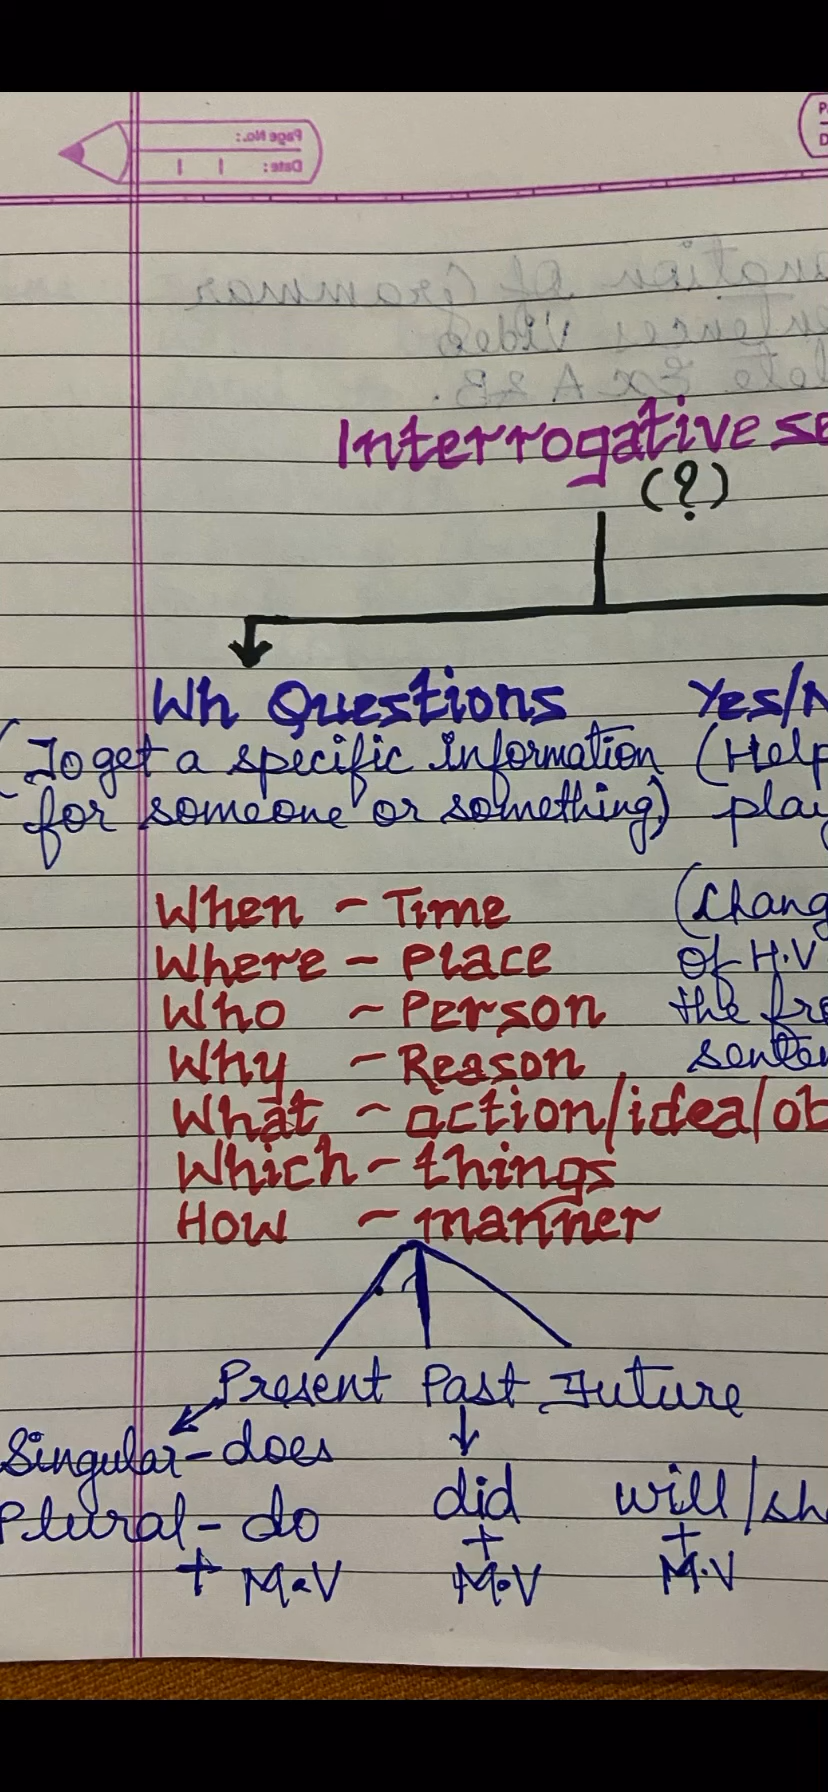 Interrogative se
(?)
Wh Questions Yes/N
(To get a specific information (Help
for someone or something) play
When - Time (Chang
Where - Place of H.V
Who - Person the fro
Why - Reason senten
What - action/idea/ob
Which - things
How - manner
Present Past Future
Singular - does
Plural - do did will/sh
+ M.V + M.V + M.V
Page No.:
Date: